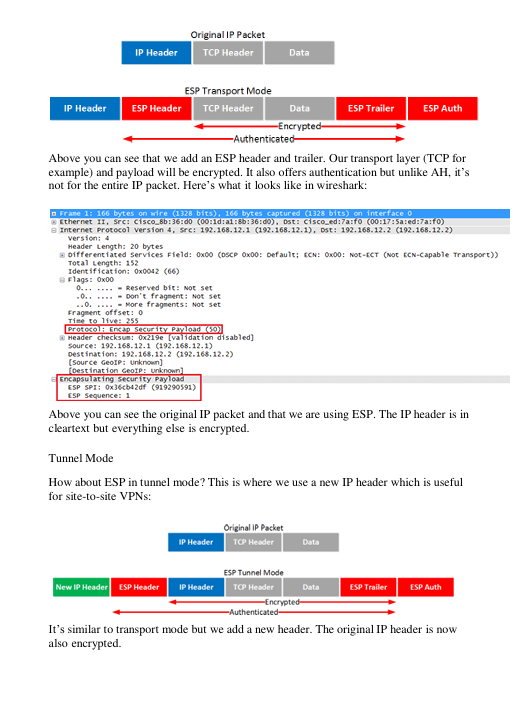 Original IP Packet
IP Header TCP Header Data
ESP Transport Mode
IP Header ESP Header TCP Header Data ESP Trailer ESP Auth
Encrypted
Authenticated
Above you can see that we add an ESP header and trailer. Our transport layer (TCP for
example) and payload will be encrypted. It also offers authentication but unlike AH, it’s
not for the entire IP packet. Here’s what it looks like in wireshark:
Frame 1: 166 bytes on wire (1328 bits), 166 bytes captured (1328 bits) on interface 0
Ethernet II, Src: Cisco_8b:36:d0 (00:1d:a1:8b:36:d0), Dst: Cisco_ed:7a:f0 (00:17:5a:ed:7a:f0)
Internet Protocol Version 4, Src: 192.168.12.1 (192.168.12.1), Dst: 192.168.12.2 (192.168.12.2)
Version: 4
Header Length: 20 bytes
Differentiated Services Field: 0x00 (DSCP 0x00: Default; ECN: 0x00: Not-ECT (Not ECN-Capable Transport))
Total Length: 152
Identification: 0x0042 (66)
Flags: 0x00
0... .... = Reserved bit: Not set
.0.. .... = Don't fragment: Not set
..0. .... = More fragments: Not set
Fragment offset: 0
Time to live: 255
Protocol: Encap Security Payload (50)
Header checksum: 0x219e [validation disabled]
Source: 192.168.12.1 (192.168.12.1)
Destination: 192.168.12.2 (192.168.12.2)
[Source GeoIP: Unknown]
[Destination GeoIP: Unknown]
Encapsulating Security Payload
ESP SPI: 0x36cb42df (919290591)
ESP Sequence: 1
Above you can see the original IP packet and that we are using ESP. The IP header is in
cleartext but everything else is encrypted.
Tunnel Mode
How about ESP in tunnel mode? This is where we use a new IP header which is useful
for site-to-site VPNs:
Original IP Packet
IP Header TCP Header Data
ESP Tunnel Mode
New IP Header ESP Header IP Header TCP Header Data ESP Trailer ESP Auth
Encrypted
Authenticated
It’s similar to transport mode but we add a new header. The original IP header is now
also encrypted.